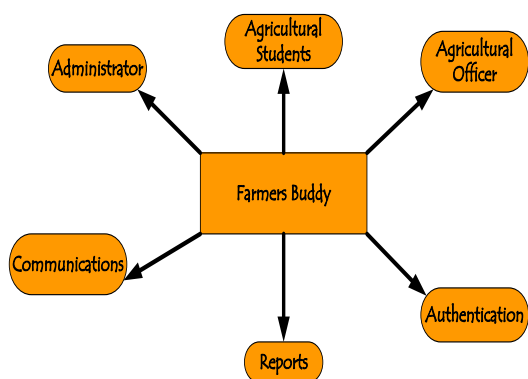 Agricultural
Students
Agricultural
Officer
Administrator
Farmers Buddy
Communications
Authentication
Reports